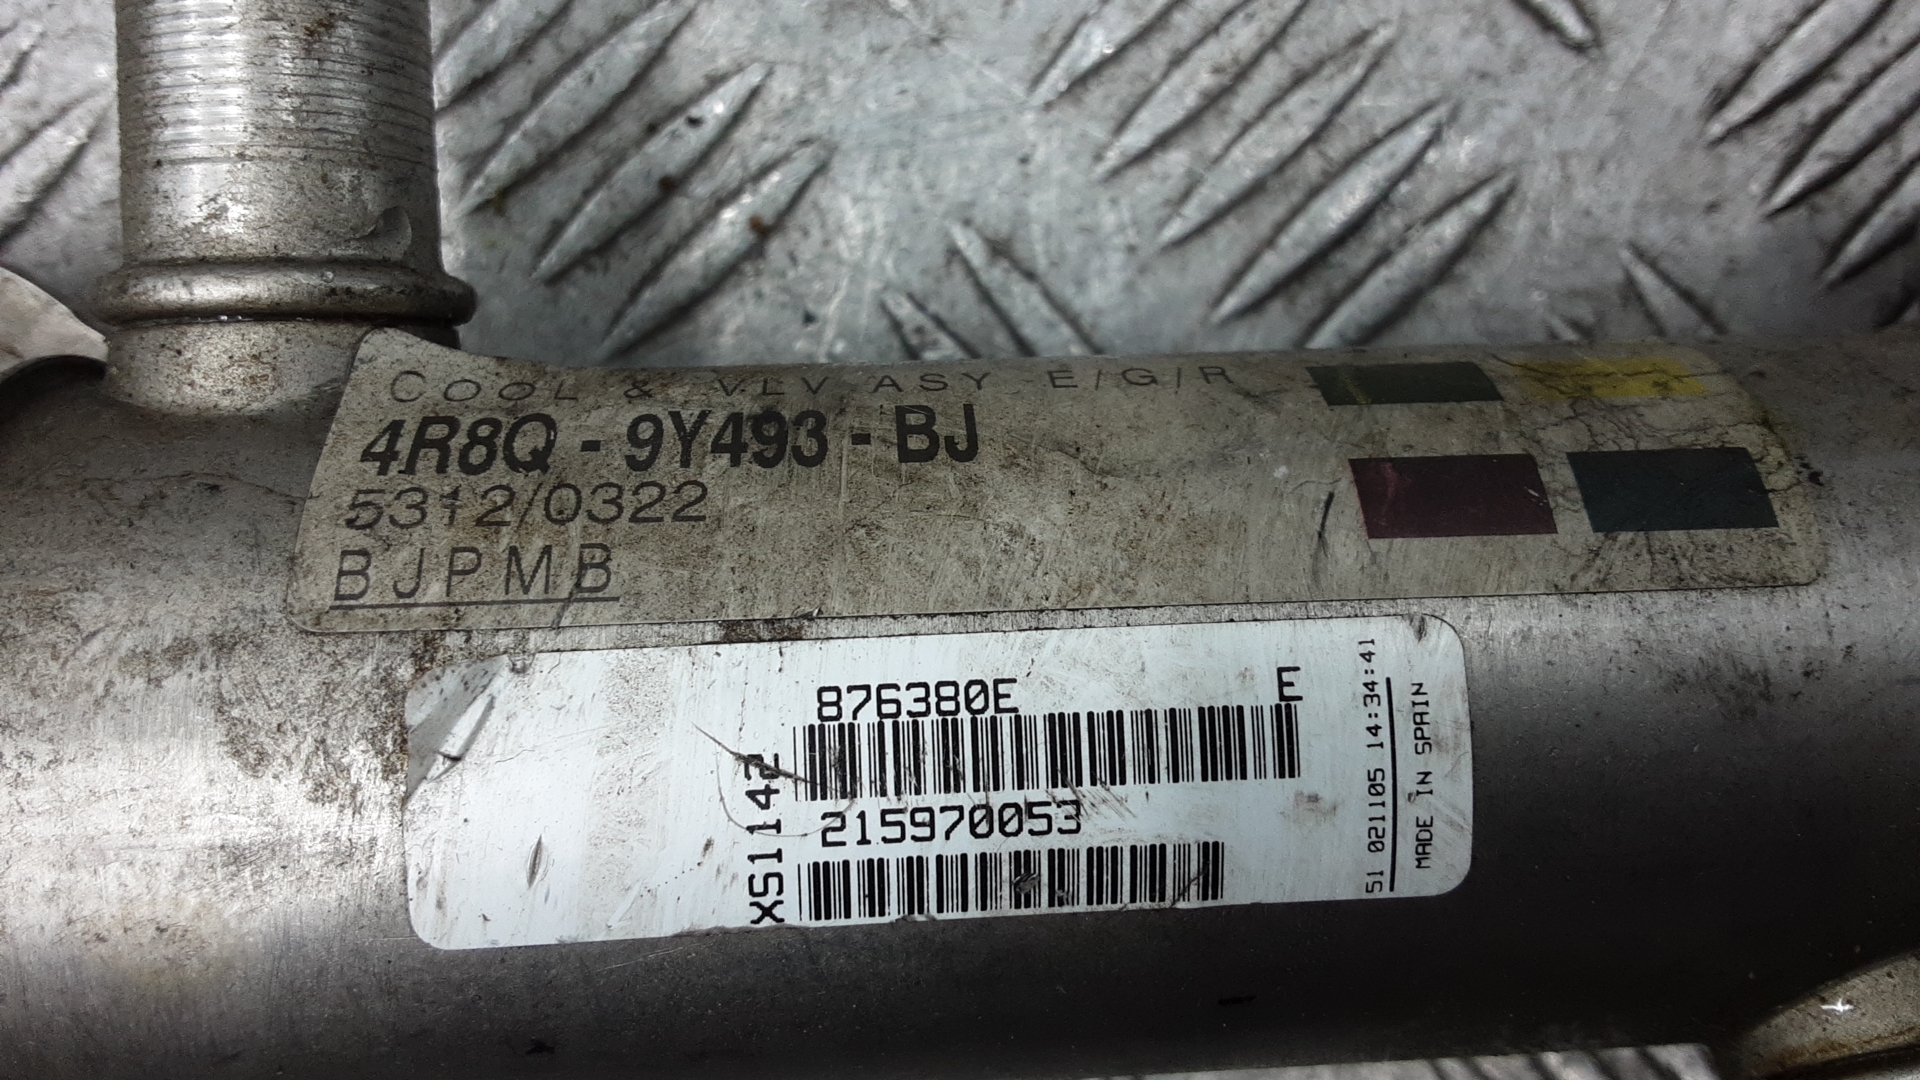 COOL & VLV ASY E/G/R
4R8Q - 9Y493 - BJ
5312/0322
BJPMB
876380E E
XS1142
215970053
51 021105 14:34:41
MADE IN SPAIN